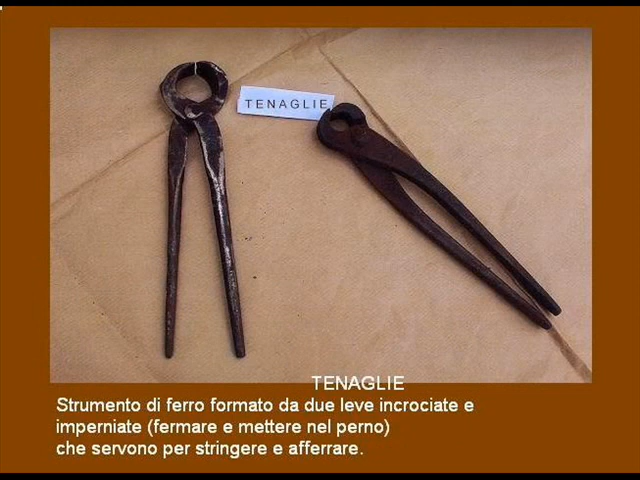 TENAGLIE
TENAGLIE
Strumento di ferro formato da due leve incrociate e
imperniate (fermare e mettere nel perno)
che servono per stringere e afferrare.